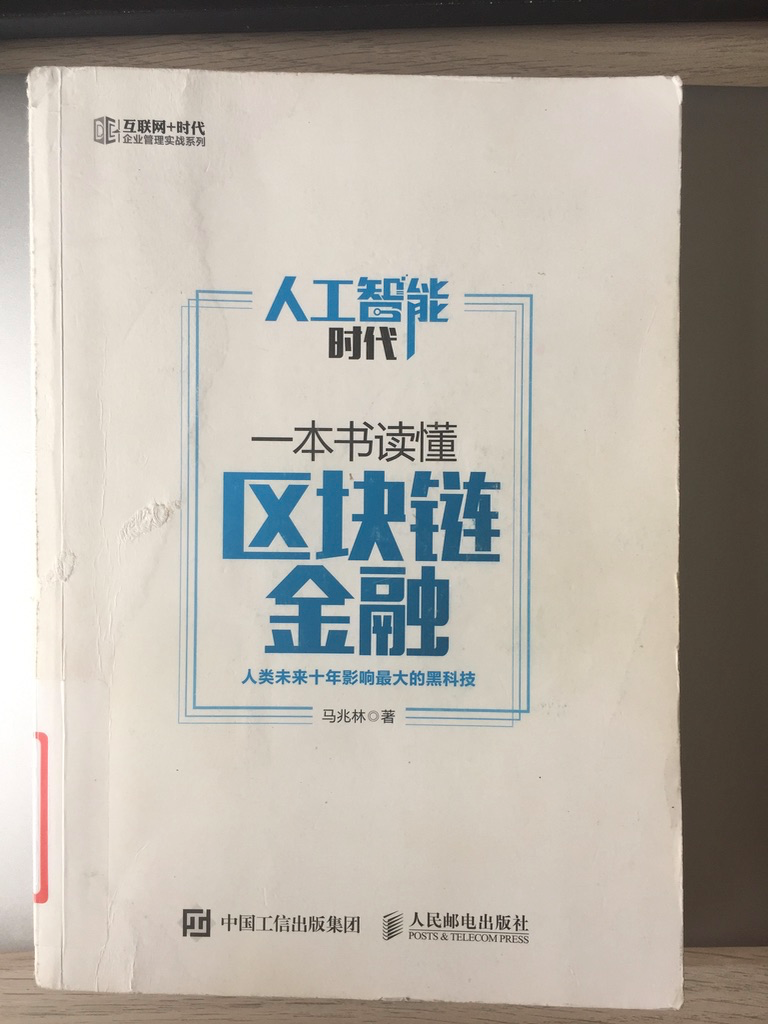 互联网+时代
企业管理实战系列
人工智能
时代
一本书读懂
区块链
金融
人类未来十年影响最大的黑科技
马兆林◎著
中国工信出版集团
人民邮电出版社
POSTS & TELECOM PRESS